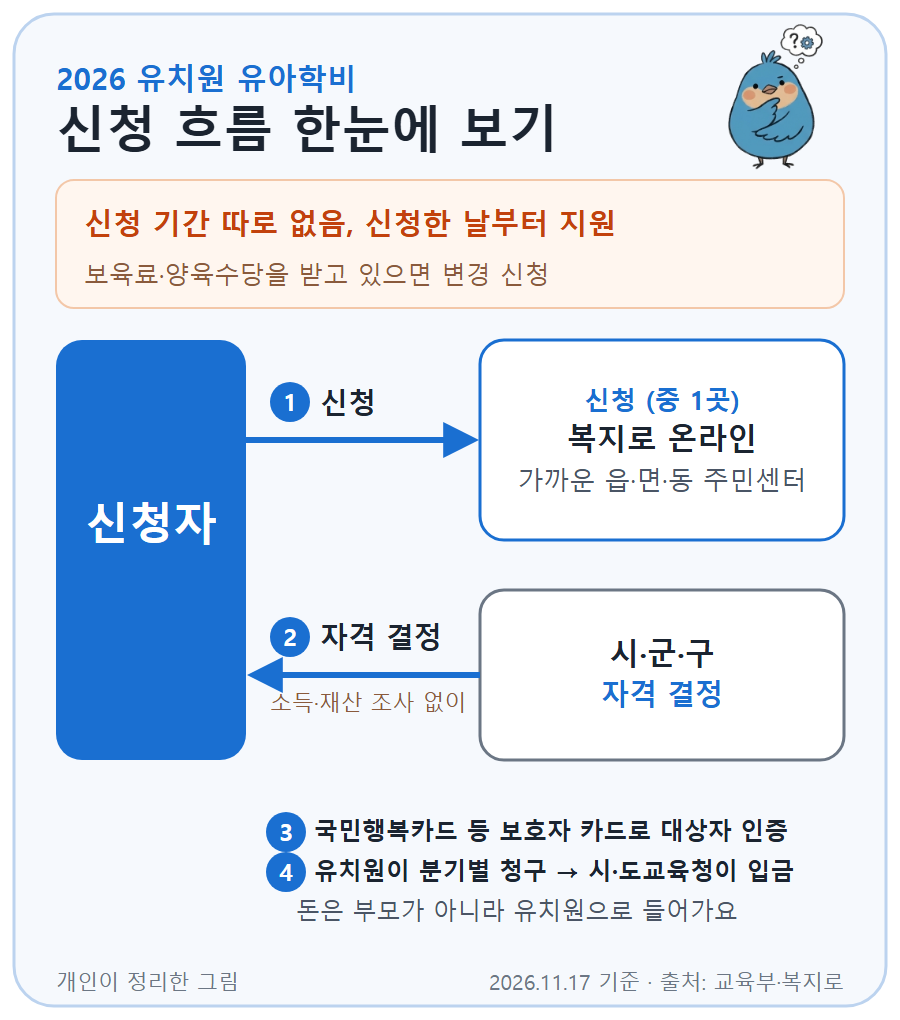 2026 유치원 유아학비
신청 흐름 한눈에 보기
?
신청 기간 따로 없음, 신청한 날부터 지원
보육료·양육수당을 받고 있으면 변경 신청
신청자
1 신청
신청 (중 1곳)
복지로 온라인
가까운 읍·면·동 주민센터
2 자격 결정
소득·재산 조사 없이
시·군·구
자격 결정
3 국민행복카드 등 보호자 카드로 대상자 인증
4 유치원이 분기별 청구 → 시·도교육청이 입금
돈은 부모가 아니라 유치원으로 들어가요
개인이 정리한 그림
2026.11.17 기준 · 출처: 교육부·복지로